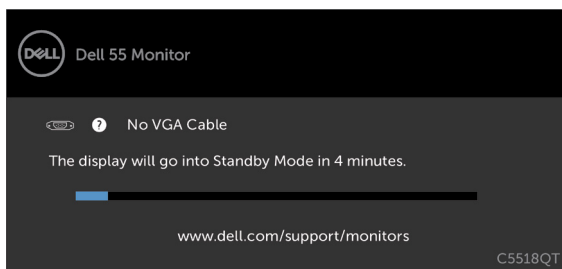 DELL
Dell 55 Monitor
? No VGA Cable
The display will go into Standby Mode in 4 minutes.
www.dell.com/support/monitors
C5518QT